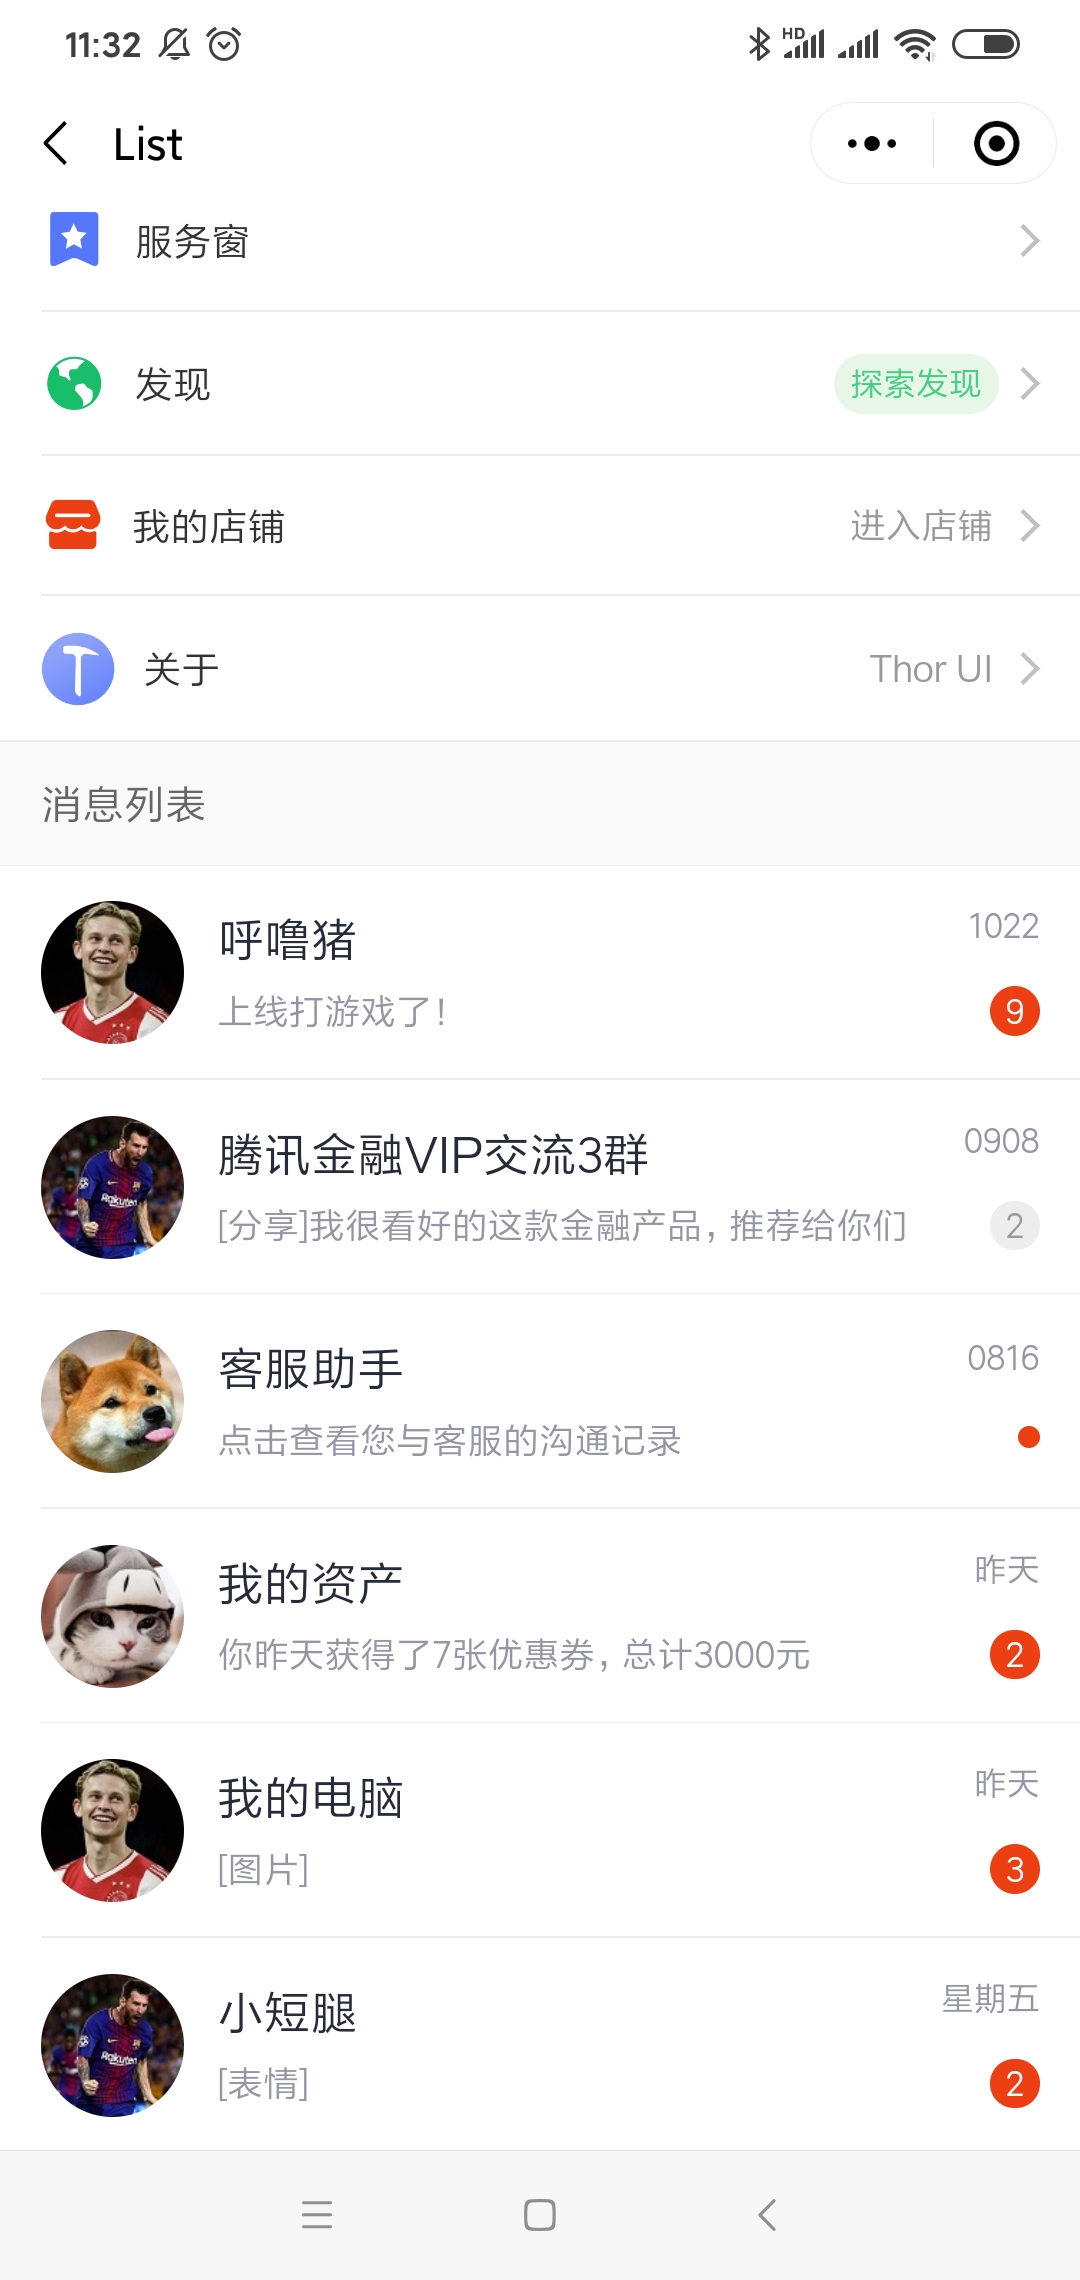 11:32
HD
List
服务窗
发现
探索发现
我的店铺
进入店铺
关于
Thor UI
消息列表
呼噜猪
1022
上线打游戏了!
9
腾讯金融VIP交流3群
0908
[分享]我很看好的这款金融产品，推荐给你们
2
客服助手
0816
点击查看您与客服的沟通记录
我的资产
昨天
你昨天获得了7张优惠券，总计3000元
2
我的电脑
昨天
[图片]
3
小短腿
星期五
[表情]
2
Rakuten
Rakuten